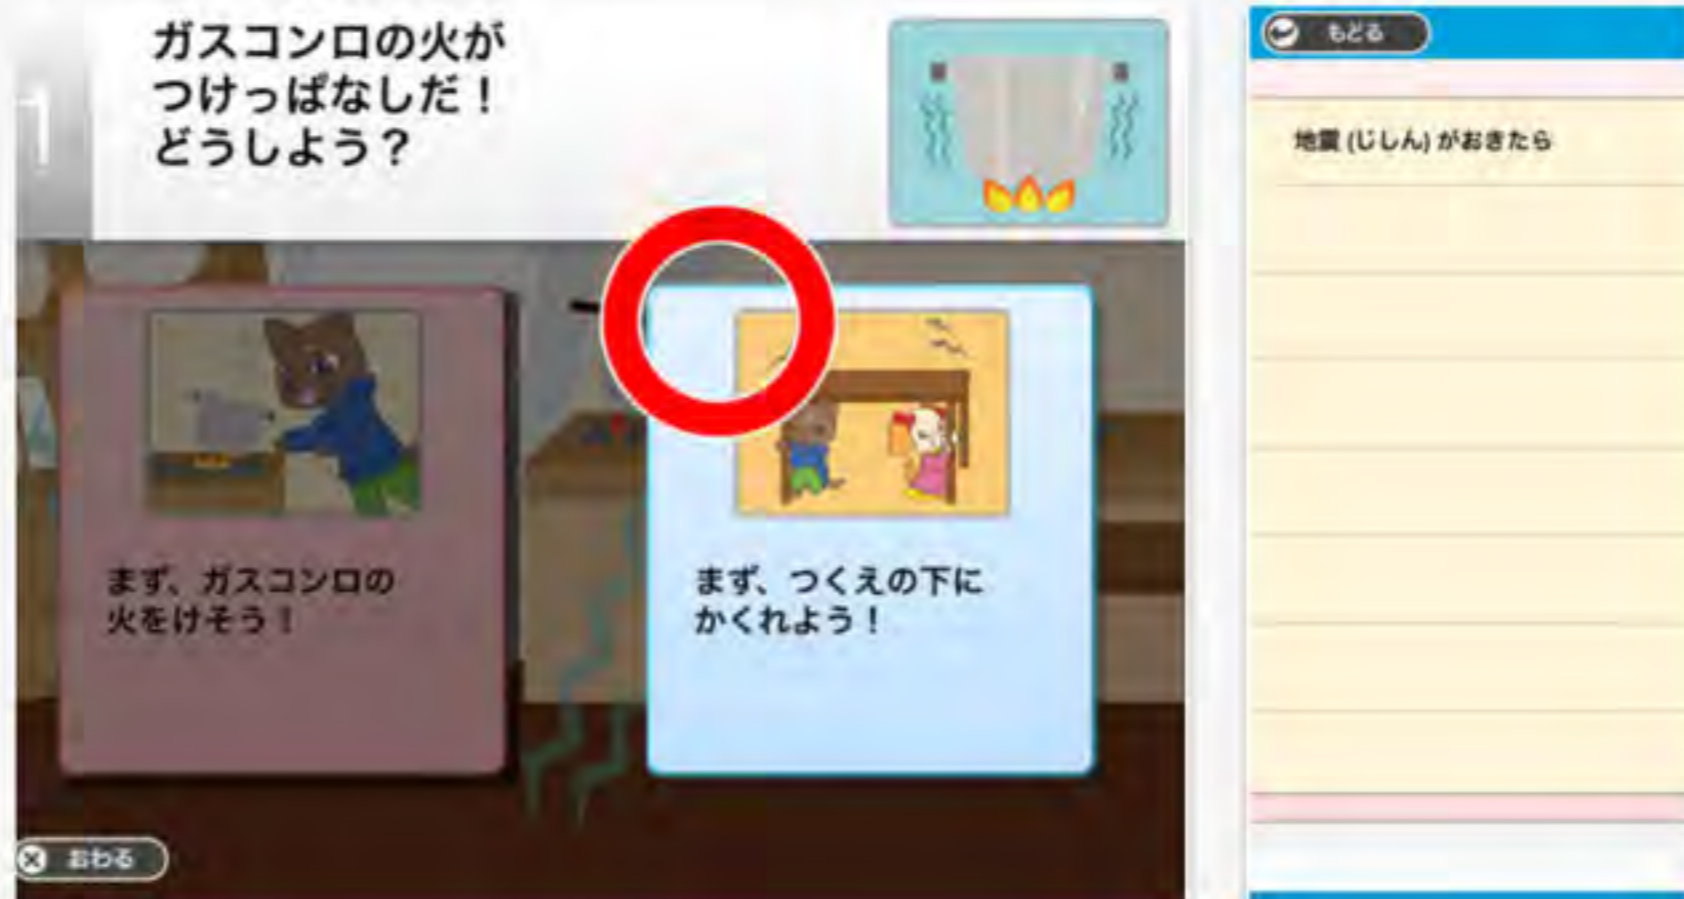 1
ガスコンロの火が
つけっぱなしだ！
どうしよう？
まず、ガスコンロの
火をけそう！
まず、つくえの下に
かくれよう！
おわる
もどる
地震 (じしん) がおきたら